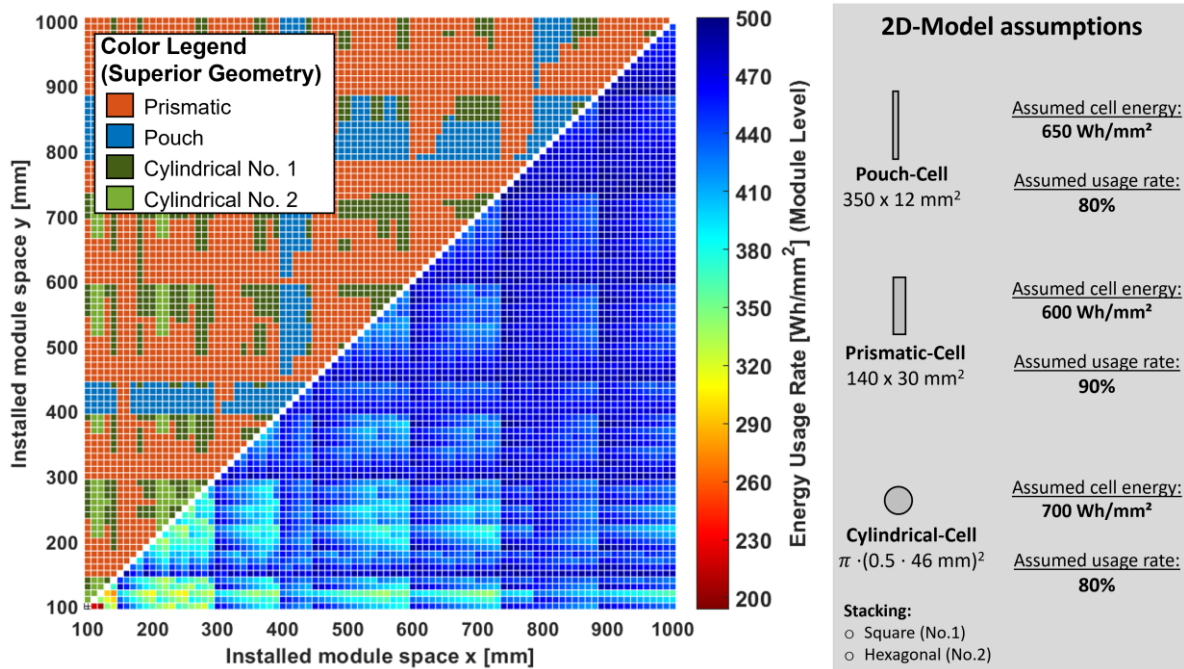 1000
900
800
700
600
500
400
300
200
100
Installed module space y [mm]
Color Legend
(Superior Geometry)
Prismatic
Pouch
Cylindrical No. 1
Cylindrical No. 2
100 200 300 400 500 600 700 800 900 1000
Installed module space x [mm]
500
470
440
410
380
350
320
290
260
230
200
Energy Usage Rate [Wh/mm²] (Module Level)
2D-Model assumptions
Pouch-Cell
350 x 12 mm²
Assumed cell energy:
650 Wh/mm²
Assumed usage rate:
80%
Prismatic-Cell
140 x 30 mm²
Assumed cell energy:
600 Wh/mm²
Assumed usage rate:
90%
Cylindrical-Cell
π ·(0.5 · 46 mm)²
Assumed cell energy:
700 Wh/mm²
Assumed usage rate:
80%
Stacking:
○ Square (No.1)
○ Hexagonal (No.2)